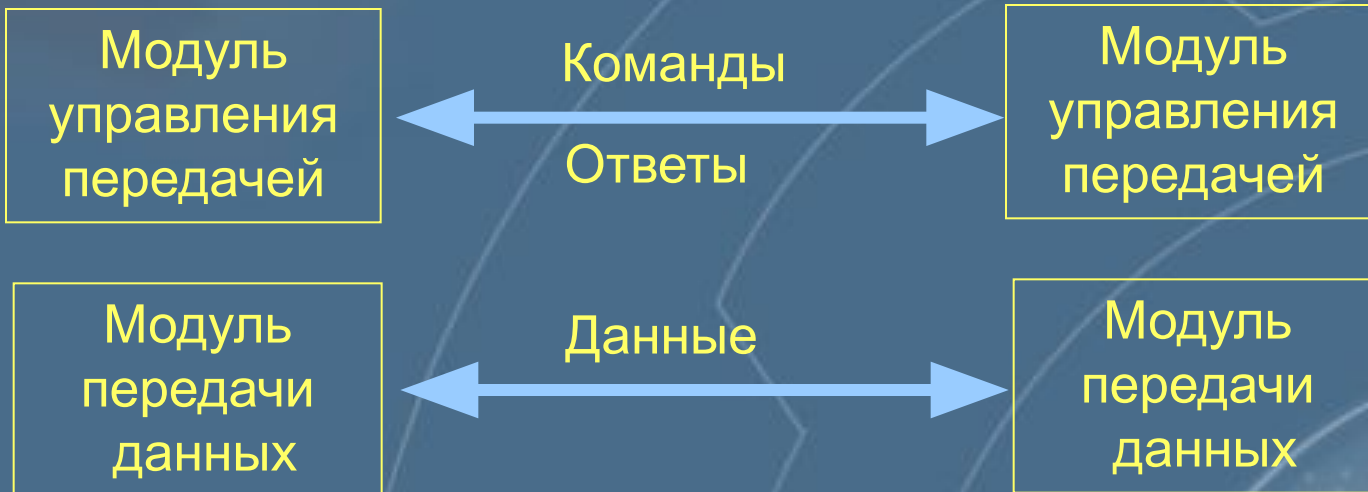 Модуль
управления
передачей
Команды
Ответы
Модуль
управления
передачей
Модуль
передачи
данных
Данные
Модуль
передачи
данных